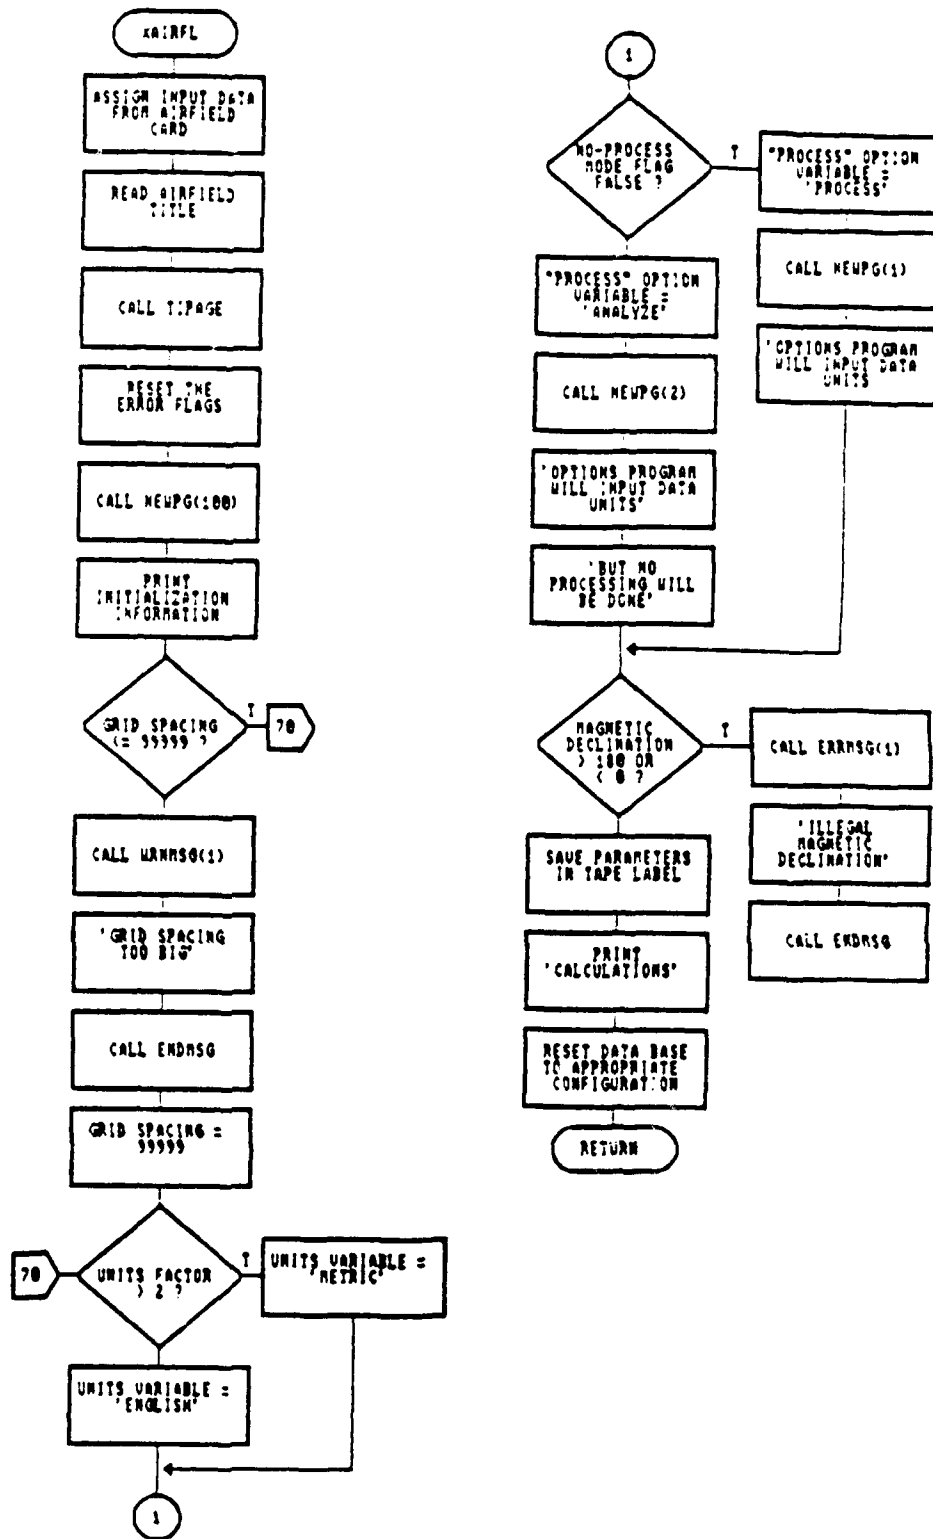 XAIRFL
ASSIGN INPUT DATA
FROM AIRFIELD
CARD
READ AIRFIELD
TITLE
CALL TIPAGE
RESET THE
ERROR FLAGS
CALL NEWPG(100)
PRINT
INITIALIZATION
INFORMATION
GRID SPACING
<= 99999 ?
T
70
CALL WRNMSG(1)
'GRID SPACING
TOO BIG'
CALL ENDMSG
GRID SPACING =
99999
70
UNITS FACTOR
> 2 ?
T
UNITS VARIABLE =
'METRIC'
UNITS VARIABLE =
'ENGLISH'
1
1
NO-PROCESS
MODE FLAG
FALSE ?
T
"PROCESS" OPTION
VARIABLE =
'PROCESS'
CALL NEWPG(1)
'OPTIONS PROGRAM
WILL INPUT DATA
UNITS
"PROCESS" OPTION
VARIABLE =
'ANALYZE'
CALL NEWPG(2)
'OPTIONS PROGRAM
WILL INPUT DATA
UNITS'
'BUT NO
PROCESSING WILL
BE DONE'
MAGNETIC
DECLINATION
> 180 OR
< 0 ?
T
CALL ERRMSG(1)
'ILLEGAL
MAGNETIC
DECLINATION'
CALL ENDMSG
SAVE PARAMETERS
IN TAPE LABEL
PRINT
'CALCULATIONS'
RESET DATA BASE
TO APPROPRIATE
CONFIGURATION
RETURN